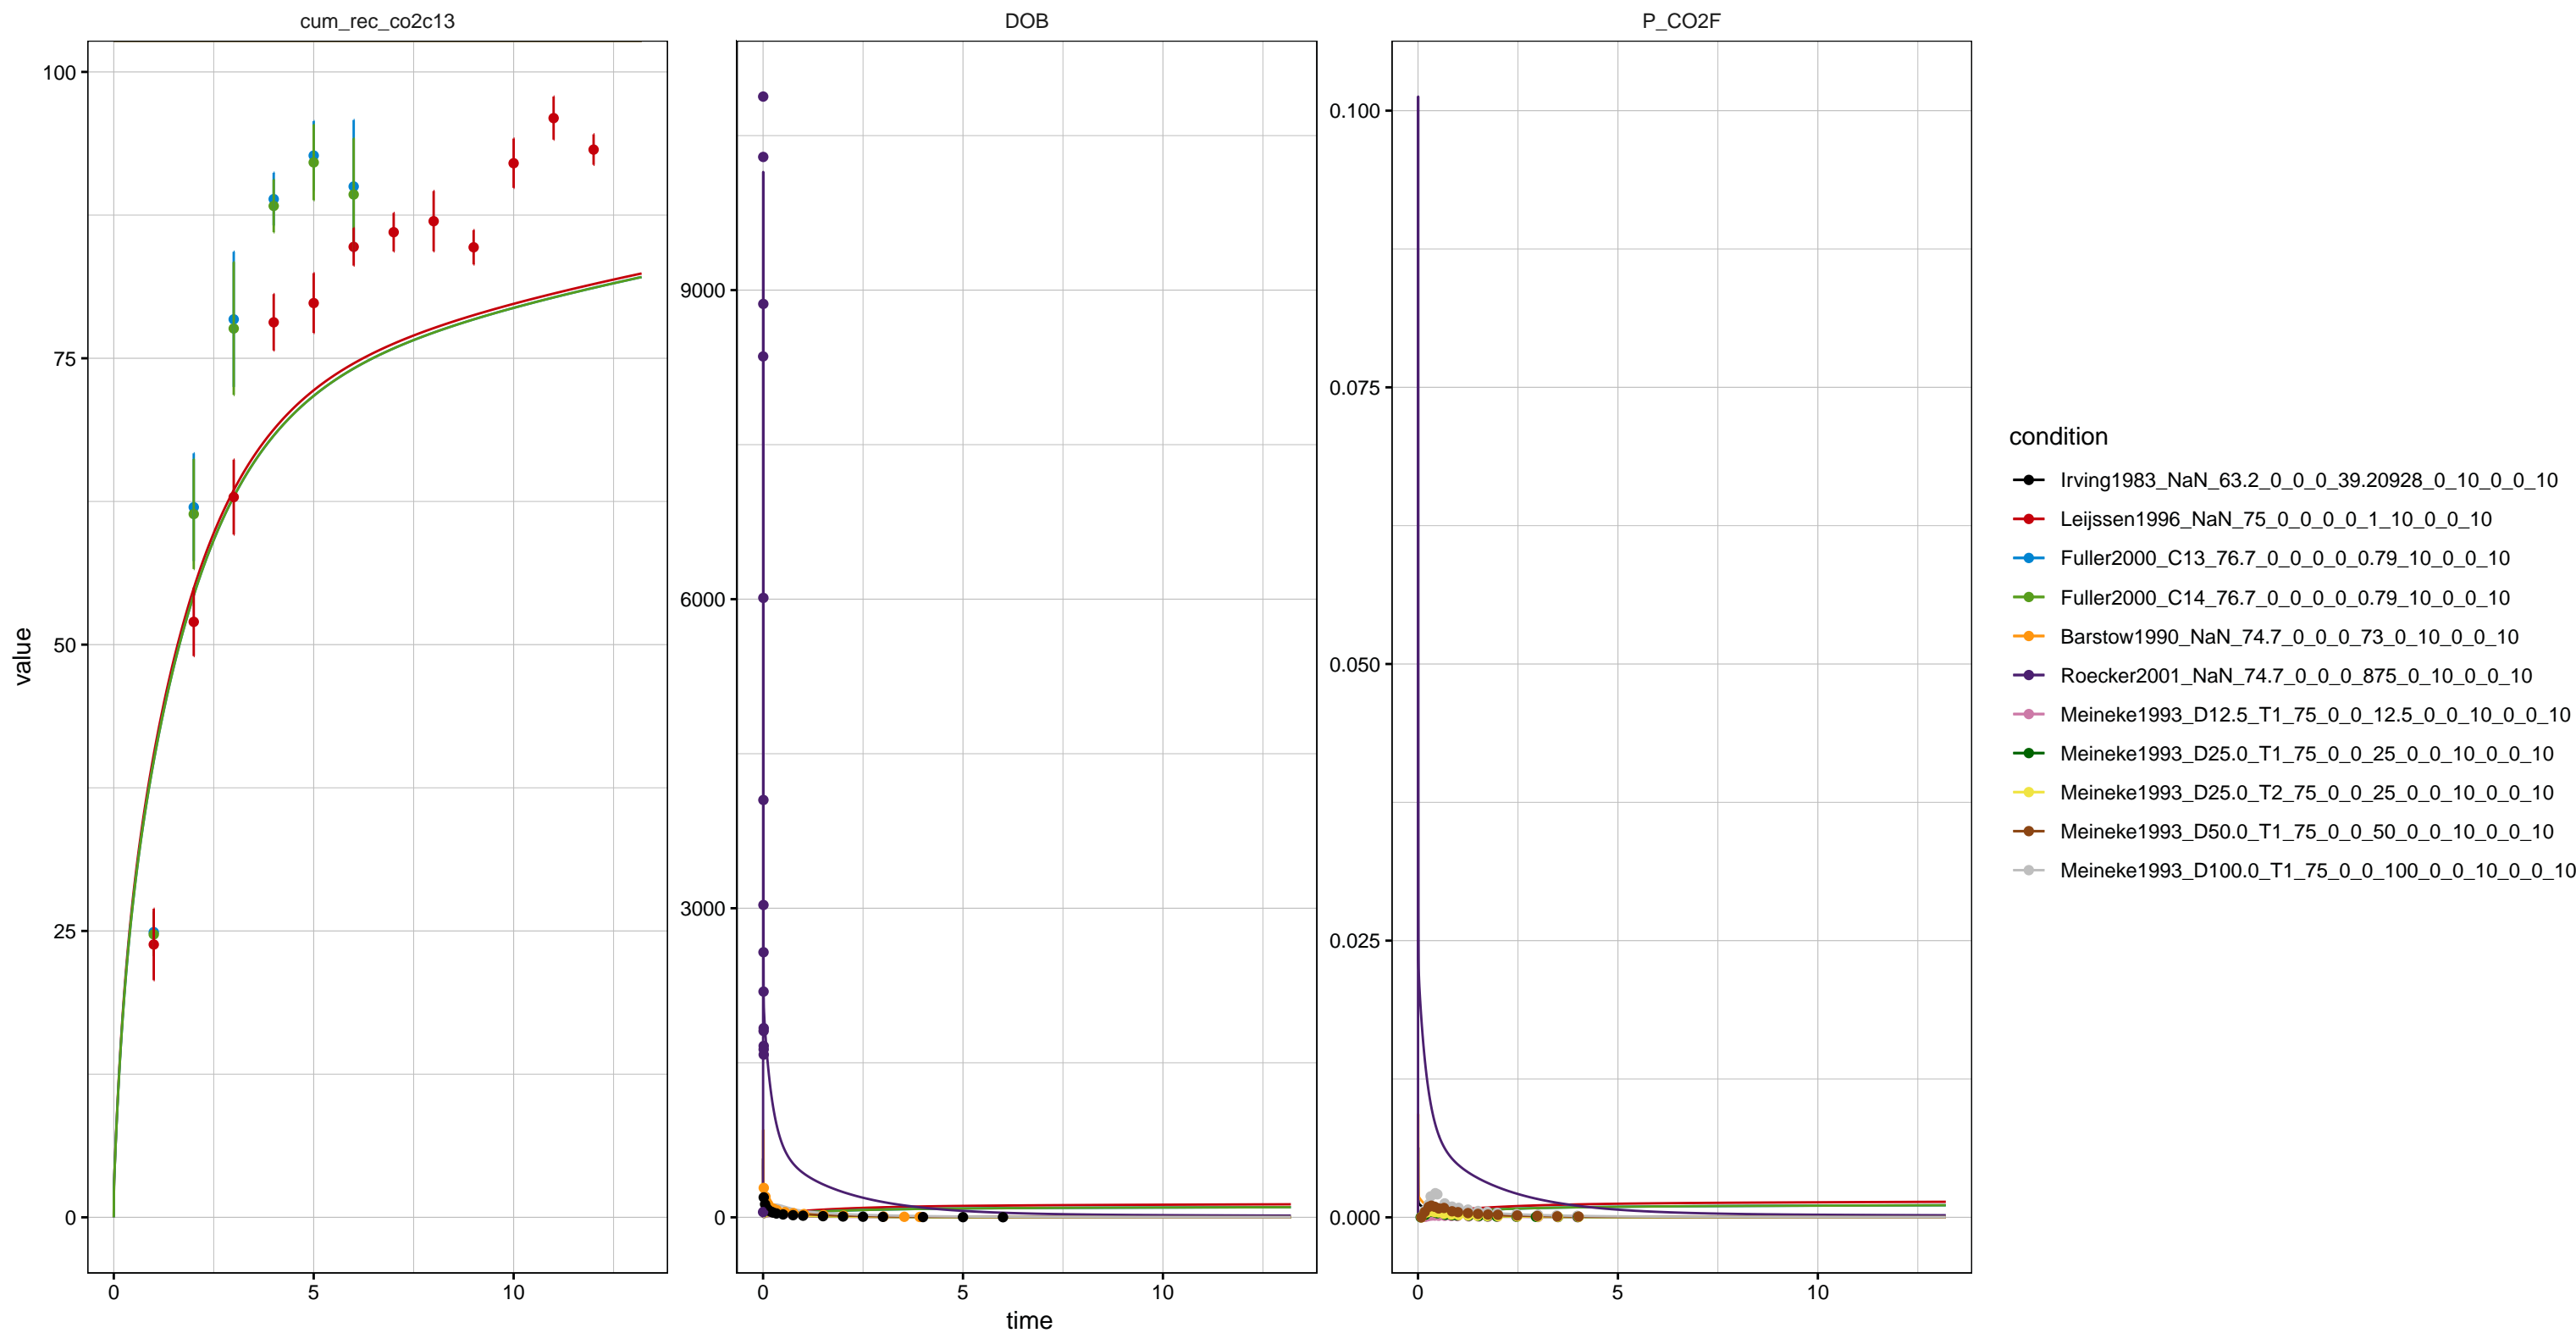 cum_rec_co2c13
DOB
P_CO2F
value
100
75
50
25
0
0
5
10
9000
6000
3000
0
0
5
10
0.100
0.075
0.050
0.025
0.000
0
5
10
time
condition
Irving1983_NaN_63.2_0_0_0_39.20928_0_10_0_0_10
Leijssen1996_NaN_75_0_0_0_0_1_10_0_0_10
Fuller2000_C13_76.7_0_0_0_0_0.79_10_0_0_10
Fuller2000_C14_76.7_0_0_0_0_0.79_10_0_0_10
Barstow1990_NaN_74.7_0_0_0_73_0_10_0_0_10
Roecker2001_NaN_74.7_0_0_0_875_0_10_0_0_10
Meineke1993_D12.5_T1_75_0_0_12.5_0_0_10_0_0_10
Meineke1993_D25.0_T1_75_0_0_25_0_0_10_0_0_10
Meineke1993_D25.0_T2_75_0_0_25_0_0_10_0_0_10
Meineke1993_D50.0_T1_75_0_0_50_0_0_10_0_0_10
Meineke1993_D100.0_T1_75_0_0_100_0_0_10_0_0_10